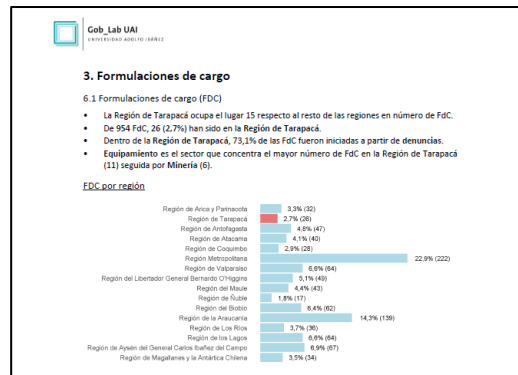 Gob_Lab UAI
UNIVERSIDAD ADOLFO IBÁÑEZ
3. Formulaciones de cargo
6.1 Formulaciones de cargo (FDC)
• La Región de Tarapacá ocupa el lugar 15 respecto al resto de las regiones en número de FdC.
• De 954 FdC, 26 (2,7%) han sido en la Región de Tarapacá.
• Dentro de la Región de Tarapacá, 73,1% de las FdC fueron iniciadas a partir de denuncias.
• Equipamiento es el sector que concentra el mayor número de FdC en la Región de Tarapacá
(11) seguida por Minería (6).
FDC por región
Región de Arica y Parinacota 3,3% (32)
Región de Tarapacá 2,7% (26)
Región de Antofagasta 4,8% (47)
Región de Atacama 4,1% (40)
Región de Coquimbo 2,9% (28)
Región Metropolitana 22,9% (222)
Región de Valparaíso 6,6% (64)
Región del Libertador General Bernardo O'Higgins 5,1% (49)
Región del Maule 4,4% (43)
Región de Ñuble 1,8% (17)
Región del Biobío 6,4% (62)
Región de la Araucanía 14,3% (139)
Región de Los Ríos 3,7% (36)
Región de los Lagos 6,6% (64)
Región de Aysén del General Carlos Ibañez del Campo 6,9% (67)
Región de Magallanes y la Antártica Chilena 3,5% (34)